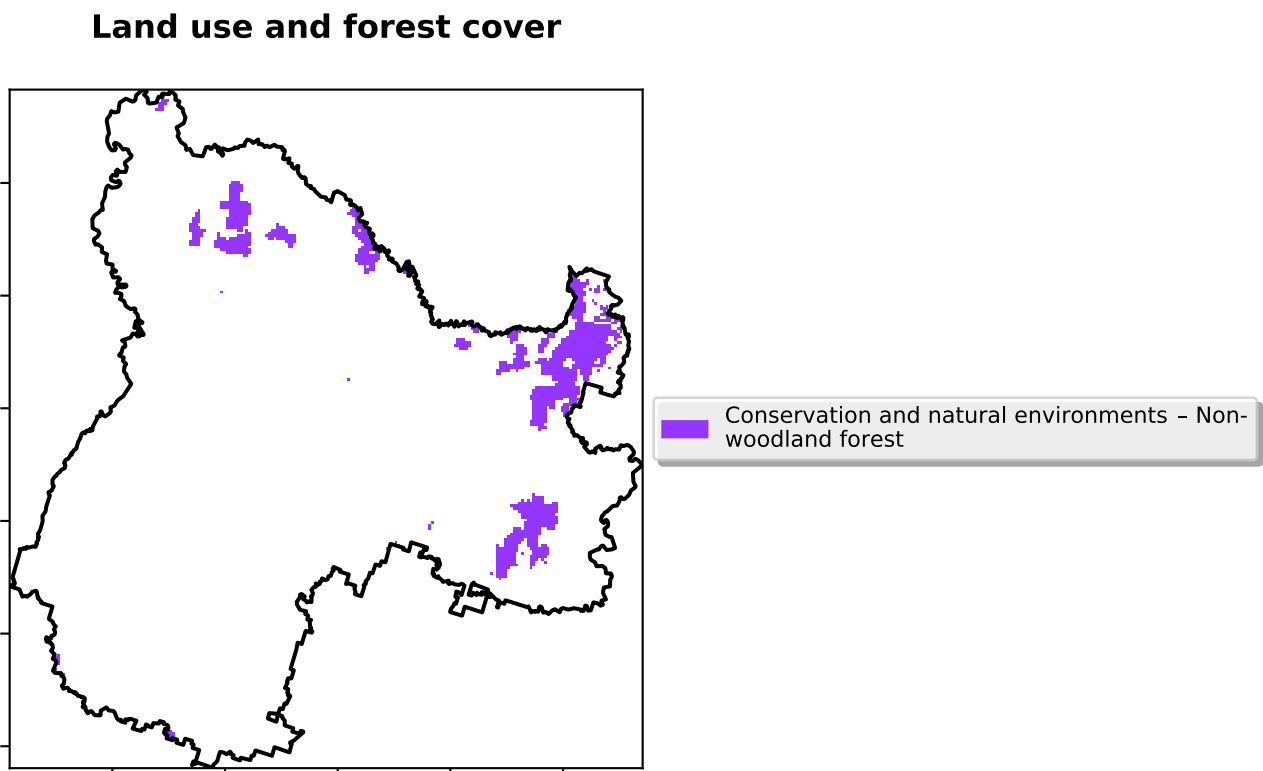 Land use and forest cover
Conservation and natural environments – Non-
woodland forest